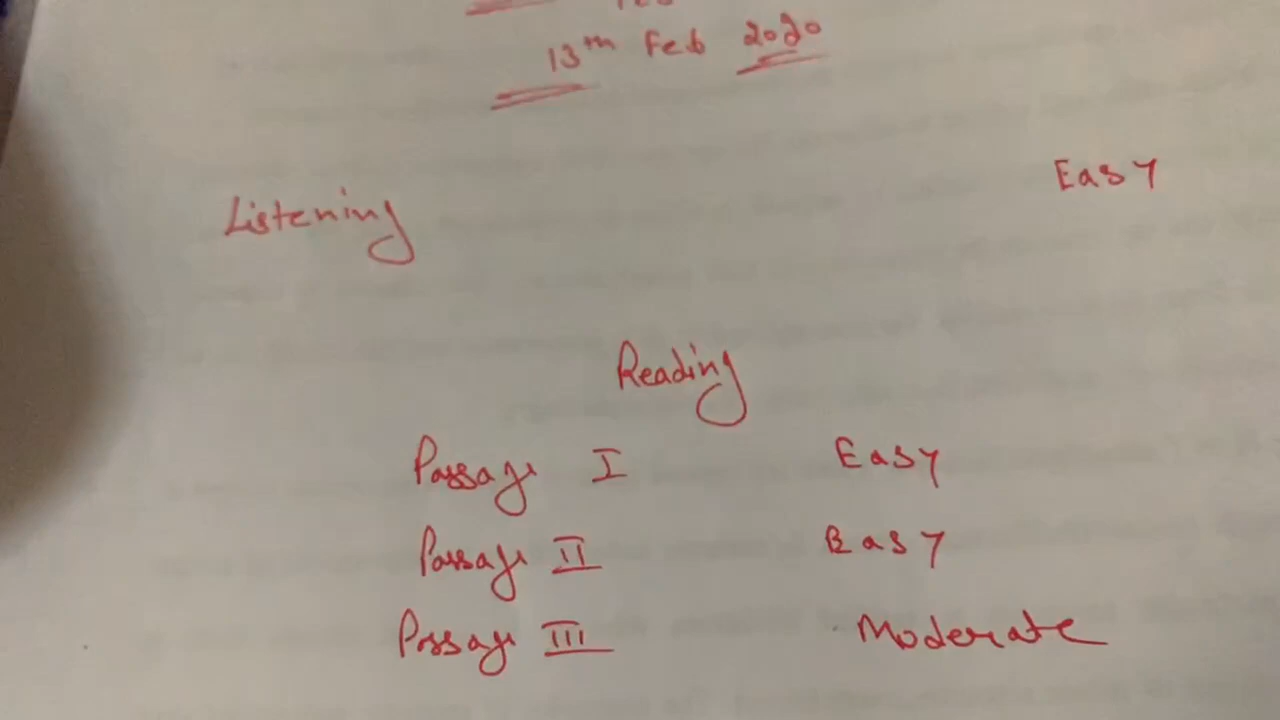 13th Feb 2020
Listening Easy
Reading
Passage I Easy
Passage II Easy
Passage III Moderate